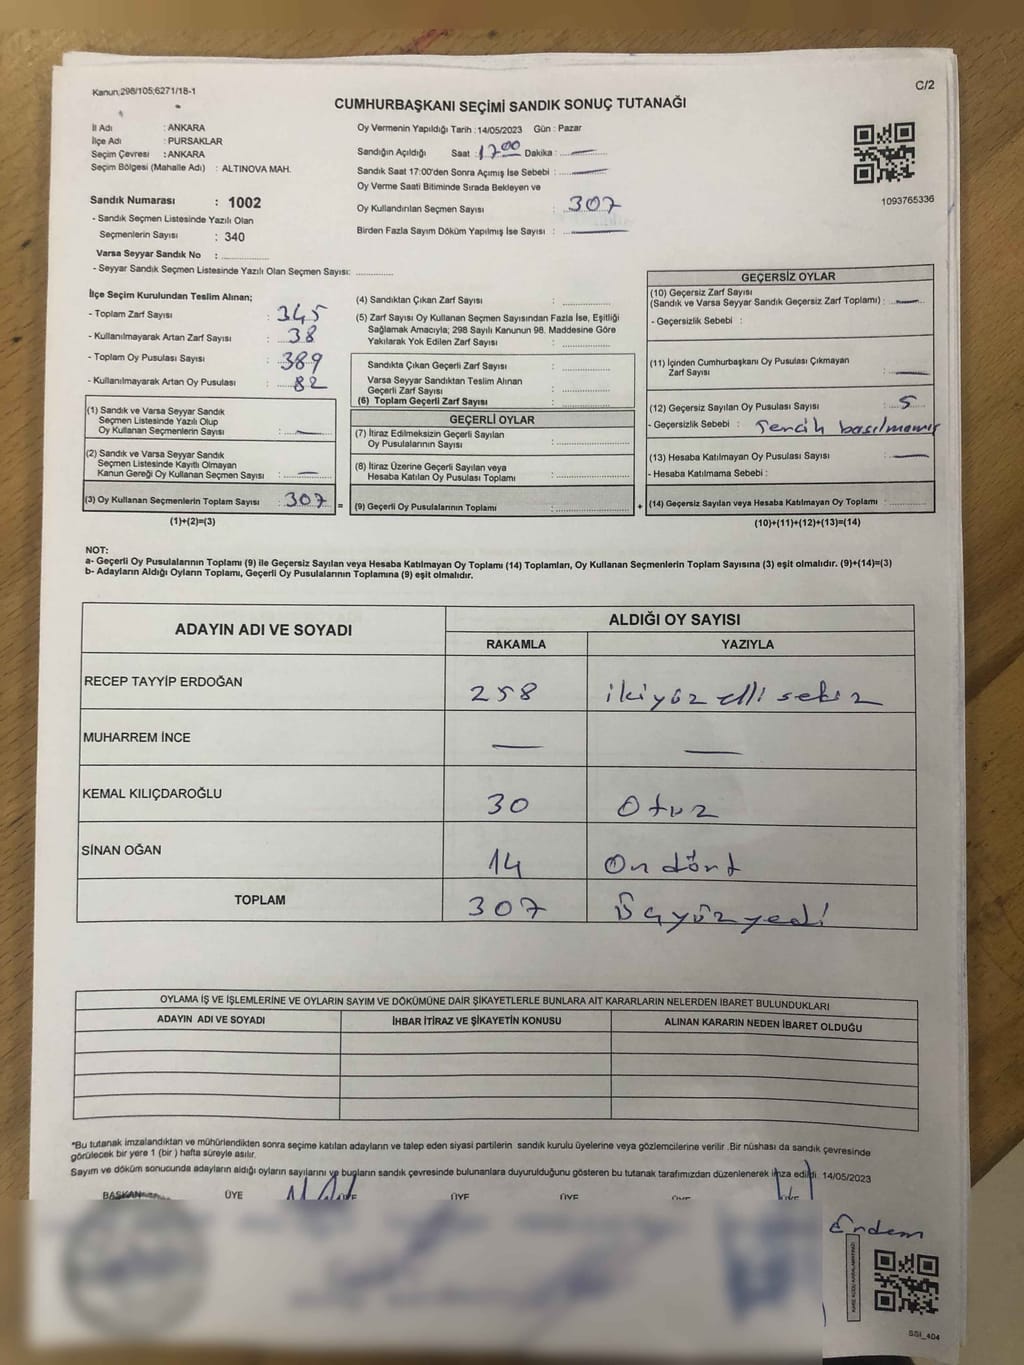 Kanun;298/105;6271/18-1
C/2
CUMHURBAŞKANI SEÇİMİ SANDIK SONUÇ TUTANAĞI
İl Adı : ANKARA
İlçe Adı : PURSAKLAR
Seçim Çevresi : ANKARA
Seçim Bölgesi (Mahalle Adı) : ALTINOVA MAH.
Oy Vermenin Yapıldığı Tarih : 14/05/2023 Gün : Pazar
Sandığın Açıldığı Saat : 17.00 Dakika : —
Sandık Saat 17:00'den Sonra Açımış İse Sebebi : —
Oy Verme Saati Bitiminde Sırada Bekleyen ve
Oy Kullandırılan Seçmen Sayısı : 307
Birden Fazla Sayım Döküm Yapılmış İse Sayısı : —
1093765336
Sandık Numarası : 1002
- Sandık Seçmen Listesinde Yazılı Olan
Seçmenlerin Sayısı : 340
Varsa Seyyar Sandık No : ..............
- Seyyar Sandık Seçmen Listesinde Yazılı Olan Seçmen Sayısı: ............
İlçe Seçim Kurulundan Teslim Alınan;
- Toplam Zarf Sayısı : 345
- Kullanılmayarak Artan Zarf Sayısı : 38
- Toplam Oy Pusulası Sayısı : 389
- Kullanılmayarak Artan Oy Pusulası : 82
(1) Sandık ve Varsa Seyyar Sandık
Seçmen Listesinde Yazılı Olup
Oy Kullanan Seçmenlerin Sayısı : —
(2) Sandık ve Varsa Seyyar Sandık
Seçmen Listesinde Kayıtlı Olmayan
Kanun Gereği Oy Kullanan Seçmen Sayısı : —
(3) Oy Kullanan Seçmenlerin Toplam Sayısı : 307 =
(1)+(2)=(3)
(4) Sandıktan Çıkan Zarf Sayısı : ..............
(5) Zarf Sayısı Oy Kullanan Seçmen Sayısından Fazla İse, Eşitliği
Sağlamak Amacıyla; 298 Sayılı Kanunun 98. Maddesine Göre
Yakılarak Yok Edilen Zarf Sayısı : ..............
Sandıkta Çıkan Geçerli Zarf Sayısı : ..............
Varsa Seyyar Sandıktan Teslim Alınan
Geçerli Zarf Sayısı : ..............
(6) Toplam Geçerli Zarf Sayısı : ..............
GEÇERLİ OYLAR
(7) İtiraz Edilmeksizin Geçerli Sayılan
Oy Pusulalarının Sayısı : ..............
(8) İtiraz Üzerine Geçerli Sayılan veya
Hesaba Katılan Oy Pusulası Toplamı : ..............
(9) Geçerli Oy Pusulalarının Toplamı : .............. +
GEÇERSİZ OYLAR
(10) Geçersiz Zarf Sayısı
(Sandık ve Varsa Seyyar Sandık Geçersiz Zarf Toplamı) : —
- Geçersizlik Sebebi :
(11) İçinden Cumhurbaşkanı Oy Pusulası Çıkmayan
Zarf Sayısı : —
(12) Geçersiz Sayılan Oy Pusulası Sayısı : 5
- Geçersizlik Sebebi : Tercih basılmamış
(13) Hesaba Katılmayan Oy Pusulası Sayısı : —
- Hesaba Katılmama Sebebi :
(14) Geçersiz Sayılan veya Hesaba Katılmayan Oy Toplamı : ..............
(10)+(11)+(12)+(13)=(14)
NOT:
a- Geçerli Oy Pusulalarının Toplamı (9) ile Geçersiz Sayılan veya Hesaba Katılmayan Oy Toplamı (14) Toplamları, Oy Kullanan Seçmenlerin Toplam Sayısına (3) eşit olmalıdır. (9)+(14)=(3)
b- Adayların Aldığı Oyların Toplamı, Geçerli Oy Pusulalarının Toplamına (9) eşit olmalıdır.
ADAYIN ADI VE SOYADI ALDIĞI OY SAYISI
RAKAMLA YAZIYLA
RECEP TAYYİP ERDOĞAN 258 ikiyüz elli sekiz
MUHARREM İNCE — —
KEMAL KILIÇDAROĞLU 30 Otuz
SİNAN OĞAN 14 On dört
TOPLAM 307 Üçyüzyedi
OYLAMA İŞ VE İŞLEMLERİNE VE OYLARIN SAYIM VE DÖKÜMÜNE DAİR ŞİKAYETLERLE BUNLARA AİT KARARLARIN NELERDEN İBARET BULUNDUKLARI
ADAYIN ADI VE SOYADI İHBAR İTİRAZ VE ŞİKAYETİN KONUSU ALINAN KARARIN NEDEN İBARET OLDUĞU
*Bu tutanak imzalandıktan ve mühürlendikten sonra seçime katılan adayların ve talep eden siyasi partilerin sandık kurulu üyelerine veya gözlemcilerine verilir .Bir nüshası da sandık çevresinde
görülecek bir yere 1 (bir ) hafta süreyle asılır.
Sayım ve döküm sonucunda adayların aldığı oyların sayılarını ve bunların sandık çevresinde bulunanlara duyurulduğunu gösteren bu tutanak tarafımızdan düzenlenerek imza edildi. 14/05/2023
BAŞKAN ÜYE ÜYE ÜYE ÜYE
Erdem
SSI_404